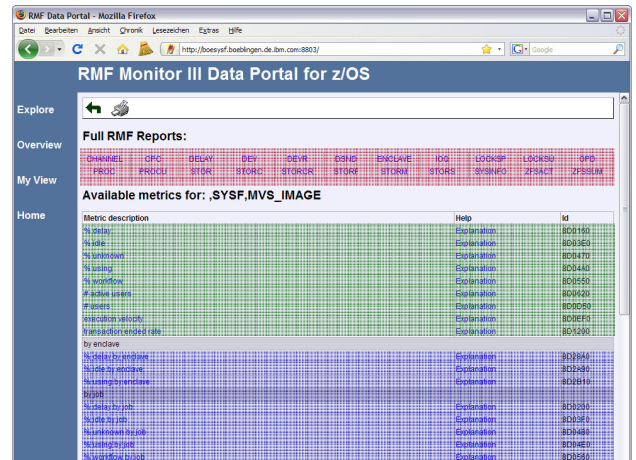 RMF Data Portal - Mozilla Firefox
Datei Bearbeiten Ansicht Chronik Lesezeichen Extras Hilfe
http://boesysf.boeblingen.de.ibm.com:8803/ Google
RMF Monitor III Data Portal for z/OS
Explore
Overview
My View
Home
Full RMF Reports:
CHANNEL CPC DELAY DEV DEVR DSND ENCLAVE IOQ LOCKSP LOCKSU OPD
PROC PROCU STOR STORC STORCR STORF STORM STORS SYSINFO ZFSACT ZFSSUM
Available metrics for: ,SYSF,MVS_IMAGE
Metric description Help Id
% delay Explanation 8D0160
% idle Explanation 8D03E0
% unknown Explanation 8D0470
% using Explanation 8D04A0
% workflow Explanation 8D0550
# active users Explanation 8D0620
# users Explanation 8D0D50
execution velocity Explanation 8D0EF0
transaction ended rate Explanation 8D1200
by enclave
% delay by enclave Explanation 8D28A0
% idle by enclave Explanation 8D2A90
% using by enclave Explanation 8D2B10
by job
% delay by job Explanation 8D0200
% idle by job Explanation 8D03F0
% unknown by job Explanation 8D0480
% using by job Explanation 8D04E0
% workflow by job Explanation 8D0560